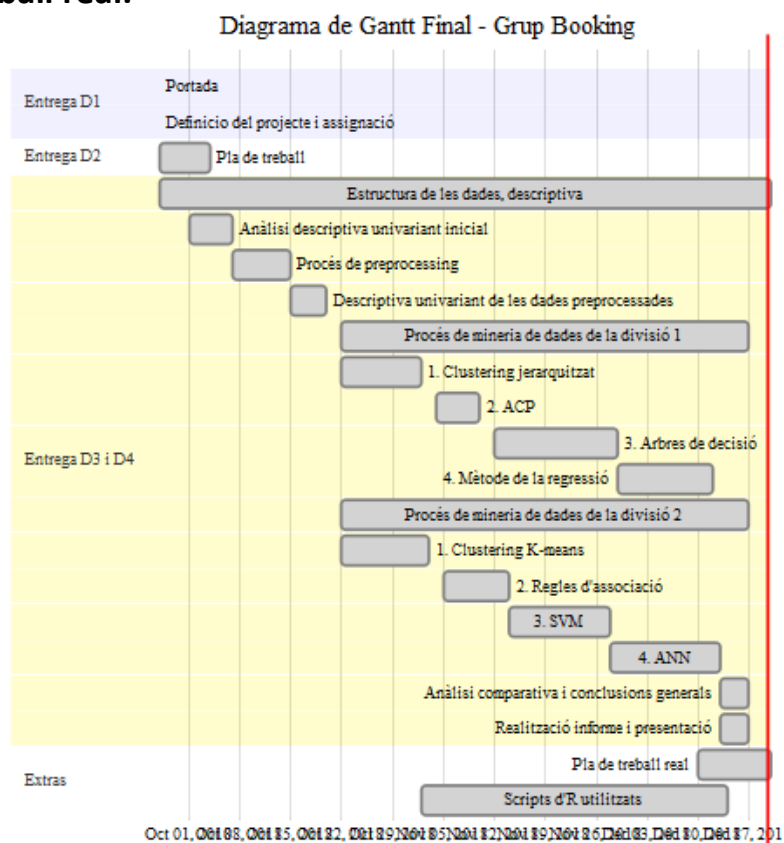 ball real.
Diagrama de Gantt Final - Grup Booking
Entrega D1
Portada
Definicio del projecte i assignació
Entrega D2
Pla de treball
Estructura de les dades, descriptiva
Anàlisi descriptiva univariant inicial
Procés de preprocessing
Descriptiva univariant de les dades preprocessades
Procés de mineria de dades de la divisió 1
1. Clustering jerarquitzat
2. ACP
Entrega D3 i D4
3. Arbres de decisió
4. Mètode de la regressió
Procés de mineria de dades de la divisió 2
1. Clustering K-means
2. Regles d'associació
3. SVM
4. ANN
Anàlisi comparativa i conclusions generals
Realització informe i presentació
Extras
Pla de treball real
Scripts d'R utilitzats
Oct 01,